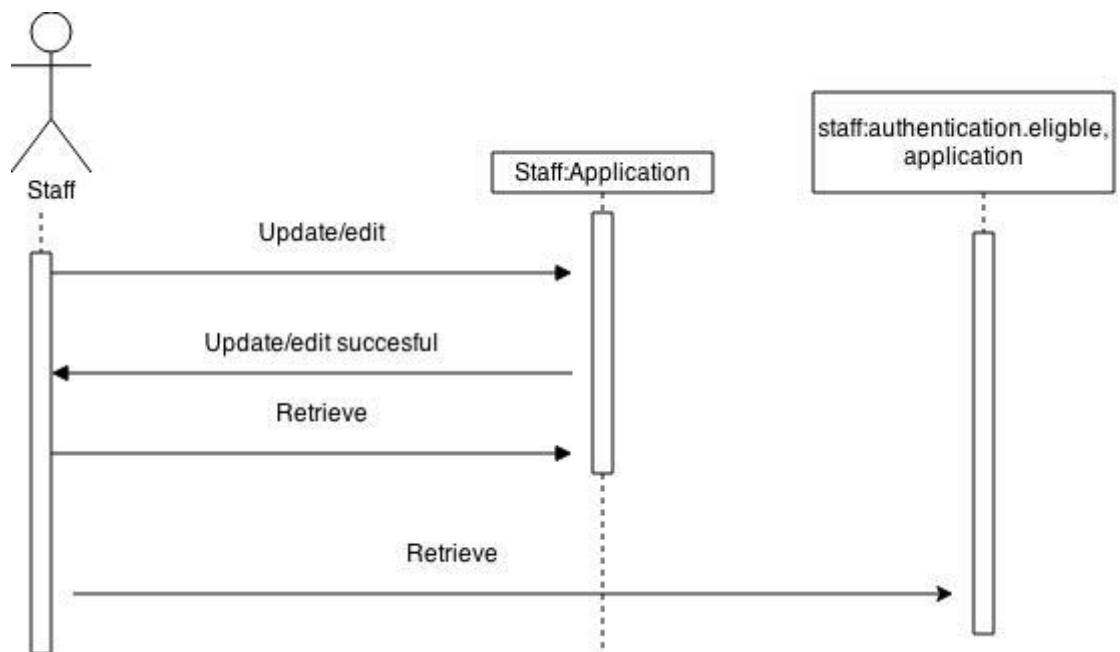 Staff
Staff:Application
staff:authentication.eligble,
application
Update/edit
Update/edit succesful
Retrieve
Retrieve